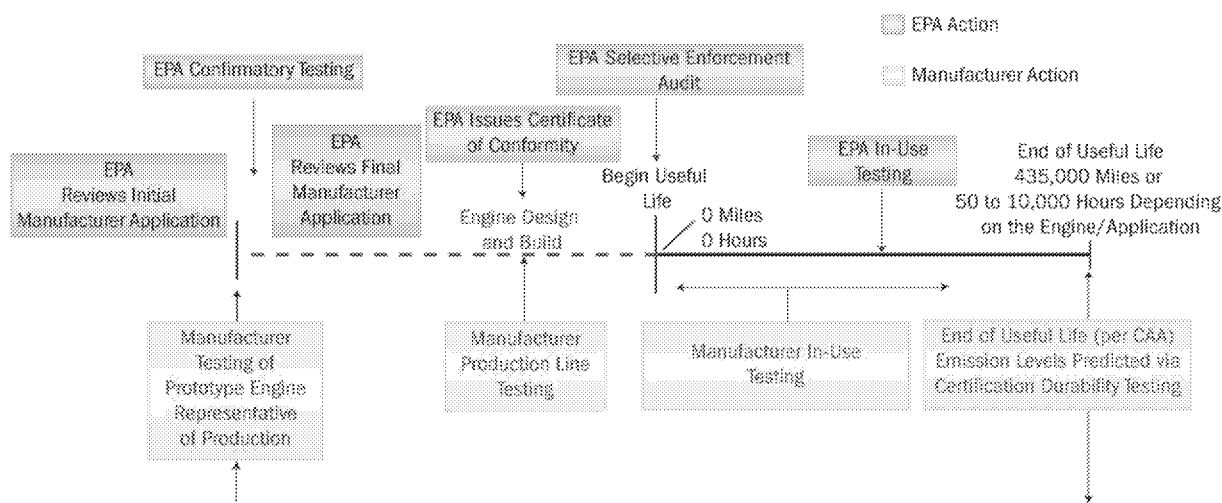 EPA Action
Manufacturer Action
EPA Confirmatory Testing
EPA Selective Enforcement
Audit
EPA
Reviews Initial
Manufacturer Application
EPA
Reviews Final
Manufacturer
Application
EPA Issues Certificate
of Conformity
Engine Design
and Build
Begin Useful
Life
0 Miles
0 Hours
EPA In-Use
Testing
End of Useful Life
435,000 Miles or
50 to 10,000 Hours Depending
on the Engine/Application
Manufacturer
Testing of
Prototype Engine
Representative
of Production
Manufacturer
Production Line
Testing
Manufacturer In-Use
Testing
End of Useful Life (per CAA)
Emission Levels Predicted via
Certification Durability Testing